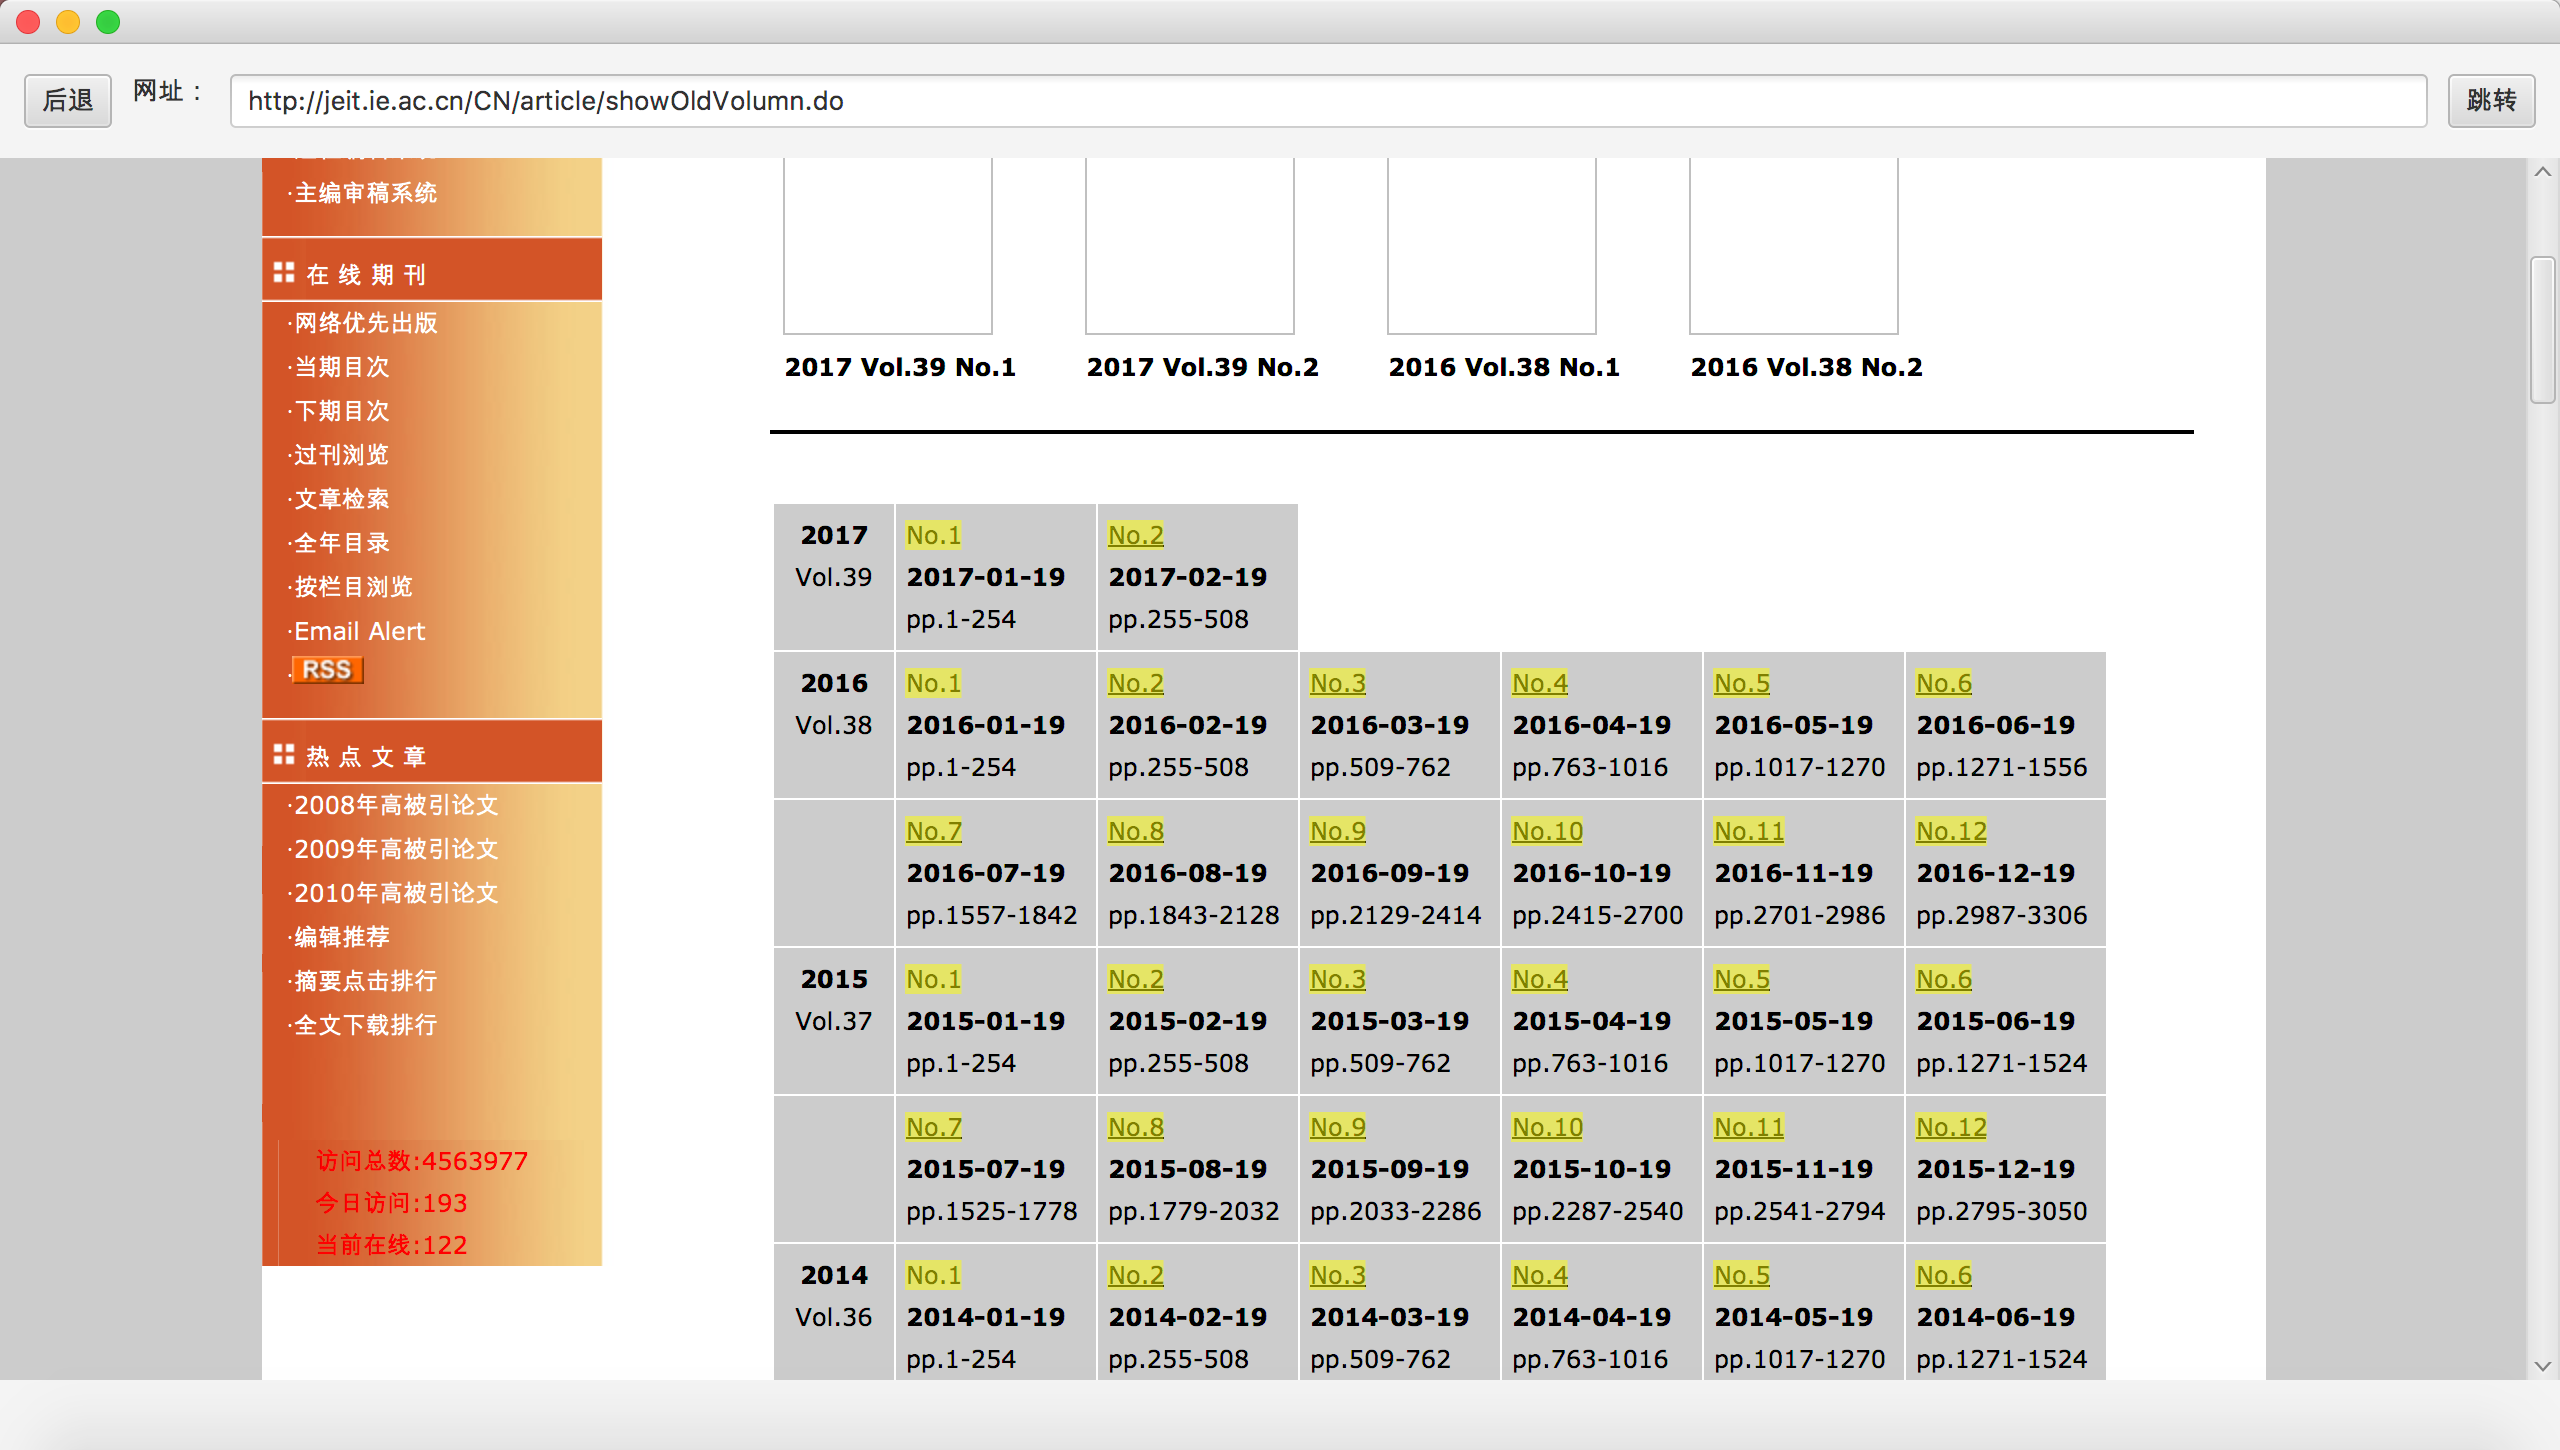 后退 网址： http://jeit.ie.ac.cn/CN/article/showOldVolumn.do 跳转
·主编审稿系统
在线期刊
·网络优先出版
·当期目次
·下期目次
·过刊浏览
·文章检索
·全年目录
·按栏目浏览
·Email Alert
·RSS
热点文章
·2008年高被引论文
·2009年高被引论文
·2010年高被引论文
·编辑推荐
·摘要点击排行
·全文下载排行
访问总数:4563977
今日访问:193
当前在线:122
2017 Vol.39 No.1 2017 Vol.39 No.2 2016 Vol.38 No.1 2016 Vol.38 No.2
2017 No.1 No.2
Vol.39 2017-01-19 2017-02-19
pp.1-254 pp.255-508
2016 No.1 No.2 No.3 No.4 No.5 No.6
Vol.38 2016-01-19 2016-02-19 2016-03-19 2016-04-19 2016-05-19 2016-06-19
pp.1-254 pp.255-508 pp.509-762 pp.763-1016 pp.1017-1270 pp.1271-1556
No.7 No.8 No.9 No.10 No.11 No.12
2016-07-19 2016-08-19 2016-09-19 2016-10-19 2016-11-19 2016-12-19
pp.1557-1842 pp.1843-2128 pp.2129-2414 pp.2415-2700 pp.2701-2986 pp.2987-3306
2015 No.1 No.2 No.3 No.4 No.5 No.6
Vol.37 2015-01-19 2015-02-19 2015-03-19 2015-04-19 2015-05-19 2015-06-19
pp.1-254 pp.255-508 pp.509-762 pp.763-1016 pp.1017-1270 pp.1271-1524
No.7 No.8 No.9 No.10 No.11 No.12
2015-07-19 2015-08-19 2015-09-19 2015-10-19 2015-11-19 2015-12-19
pp.1525-1778 pp.1779-2032 pp.2033-2286 pp.2287-2540 pp.2541-2794 pp.2795-3050
2014 No.1 No.2 No.3 No.4 No.5 No.6
Vol.36 2014-01-19 2014-02-19 2014-03-19 2014-04-19 2014-05-19 2014-06-19
pp.1-254 pp.255-508 pp.509-762 pp.763-1016 pp.1017-1270 pp.1271-1524